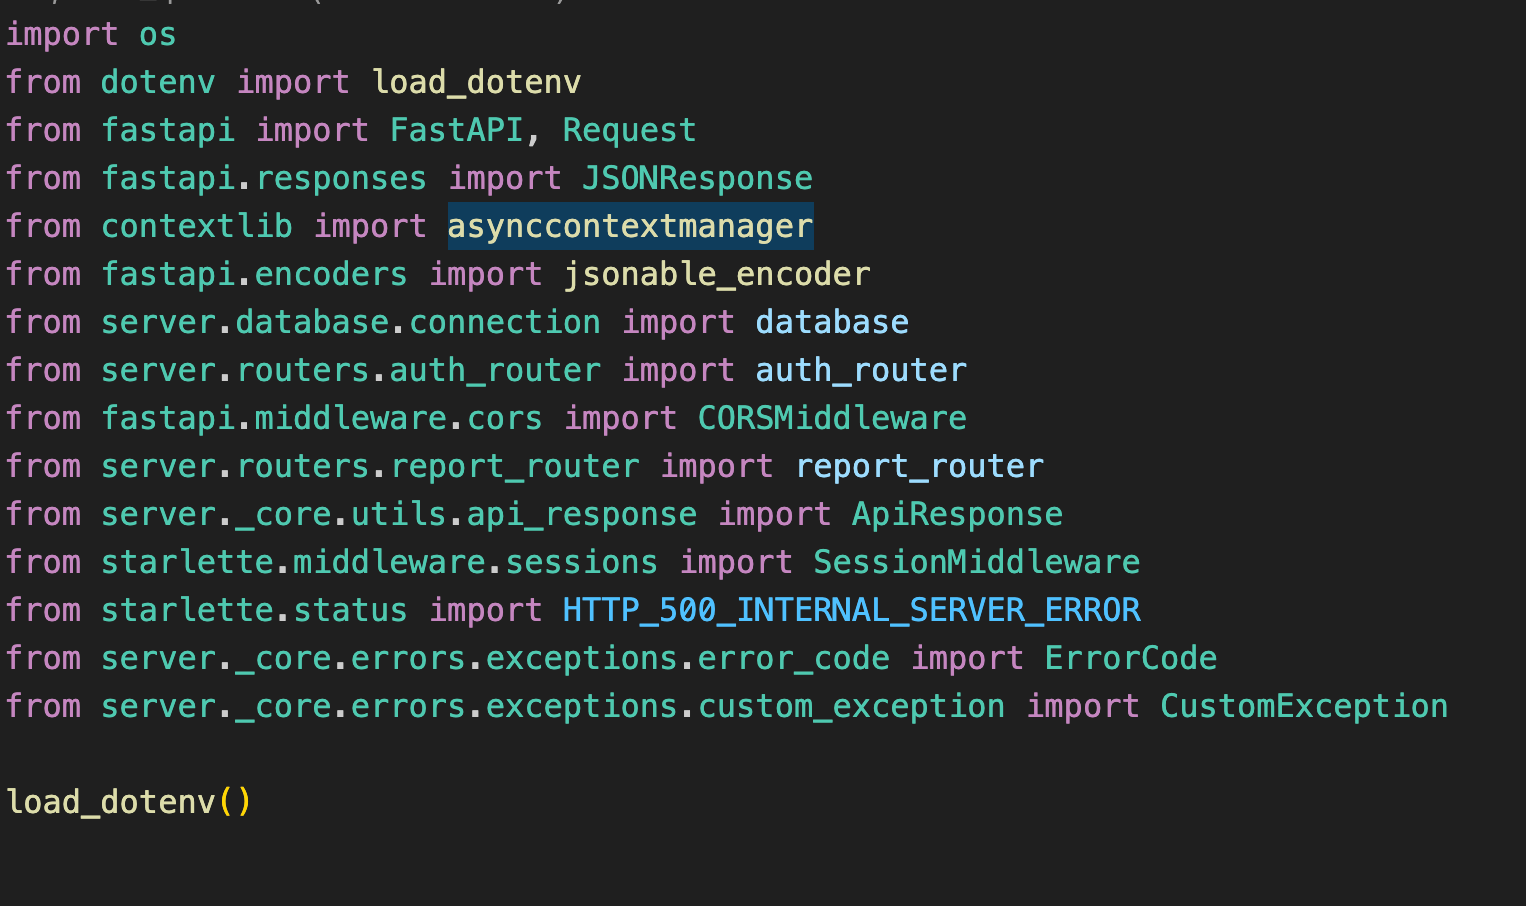 import os
from dotenv import load_dotenv
from fastapi import FastAPI, Request
from fastapi.responses import JSONResponse
from contextlib import asynccontextmanager
from fastapi.encoders import jsonable_encoder
from server.database.connection import database
from server.routers.auth_router import auth_router
from fastapi.middleware.cors import CORSMiddleware
from server.routers.report_router import report_router
from server._core.utils.api_response import ApiResponse
from starlette.middleware.sessions import SessionMiddleware
from starlette.status import HTTP_500_INTERNAL_SERVER_ERROR
from server._core.errors.exceptions.error_code import ErrorCode
from server._core.errors.exceptions.custom_exception import CustomException
load_dotenv()